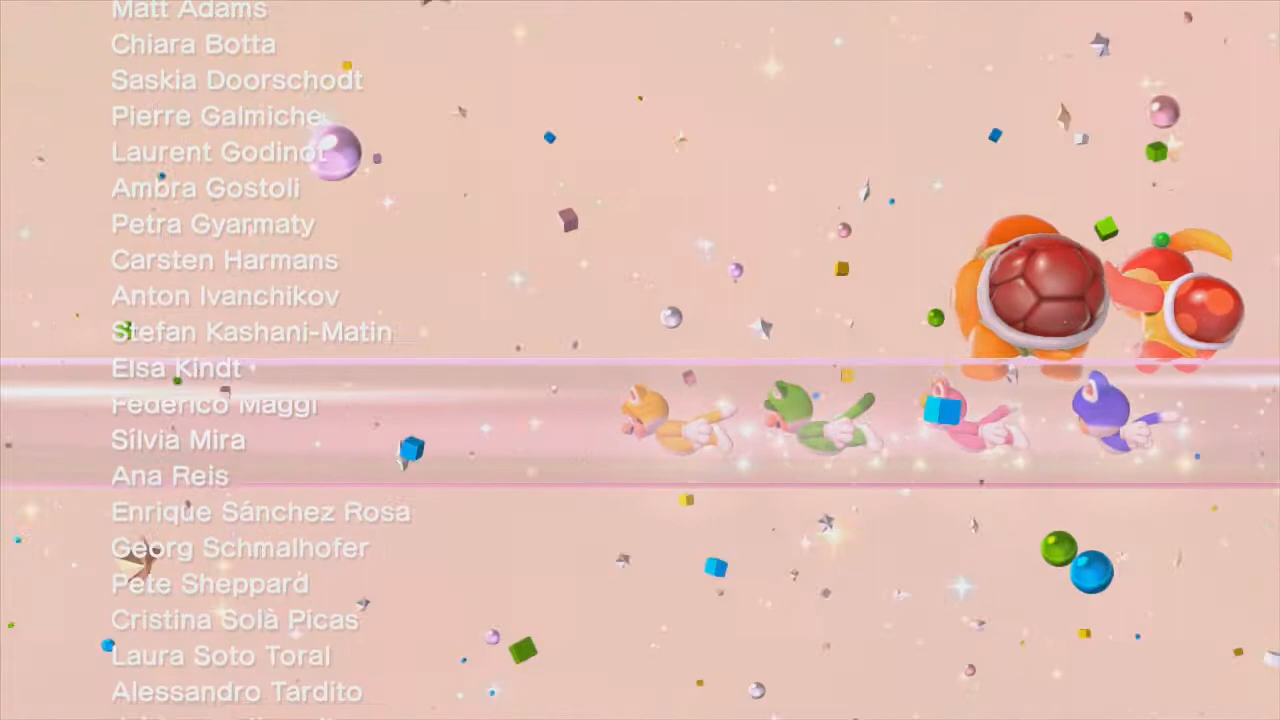 Matt Adams
Chiara Botta
Saskia Doorschodt
Pierre Galmiche
Laurent Godinot
Ambra Gostoli
Petra Gyarmaty
Carsten Harmans
Anton Ivanchikov
Stefan Kashani-Matin
Elsa Kindt
Federico Maggi
Sílvia Mira
Ana Reis
Enrique Sánchez Rosa
Georg Schmalhofer
Pete Sheppard
Cristina Solà Picas
Laura Soto Toral
Alessandro Tardito